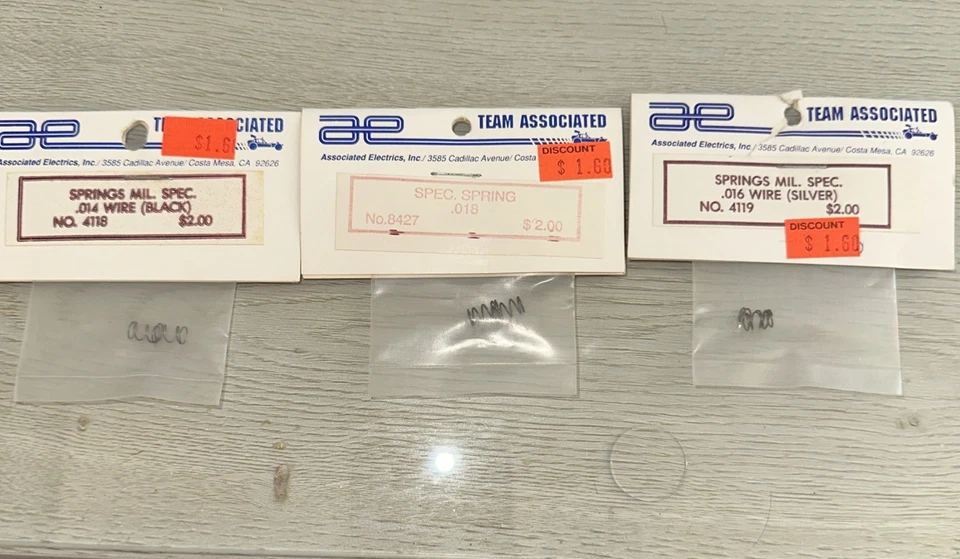 ae TEAM ASSOCIATED
Associated Electrics, Inc./ 3585 Cadillac Avenue/ Costa Mesa, CA 92626
$1.6
SPRINGS MIL. SPEC.
.014 WIRE (BLACK)
NO. 4118 $2.00
ae TEAM ASSOCIATED
Associated Electrics, Inc./ 3585 Cadillac Avenue/ Costa
DISCOUNT
$ 1.60
SPEC. SPRING
.018
No.8427 $2.00
ae TEAM ASSOCIATED
Associated Electrics, Inc./ 3585 Cadillac Avenue/ Costa Mesa, CA 92626
SPRINGS MIL. SPEC.
.016 WIRE (SILVER)
NO. 4119 $2.00
DISCOUNT
$ 1.60